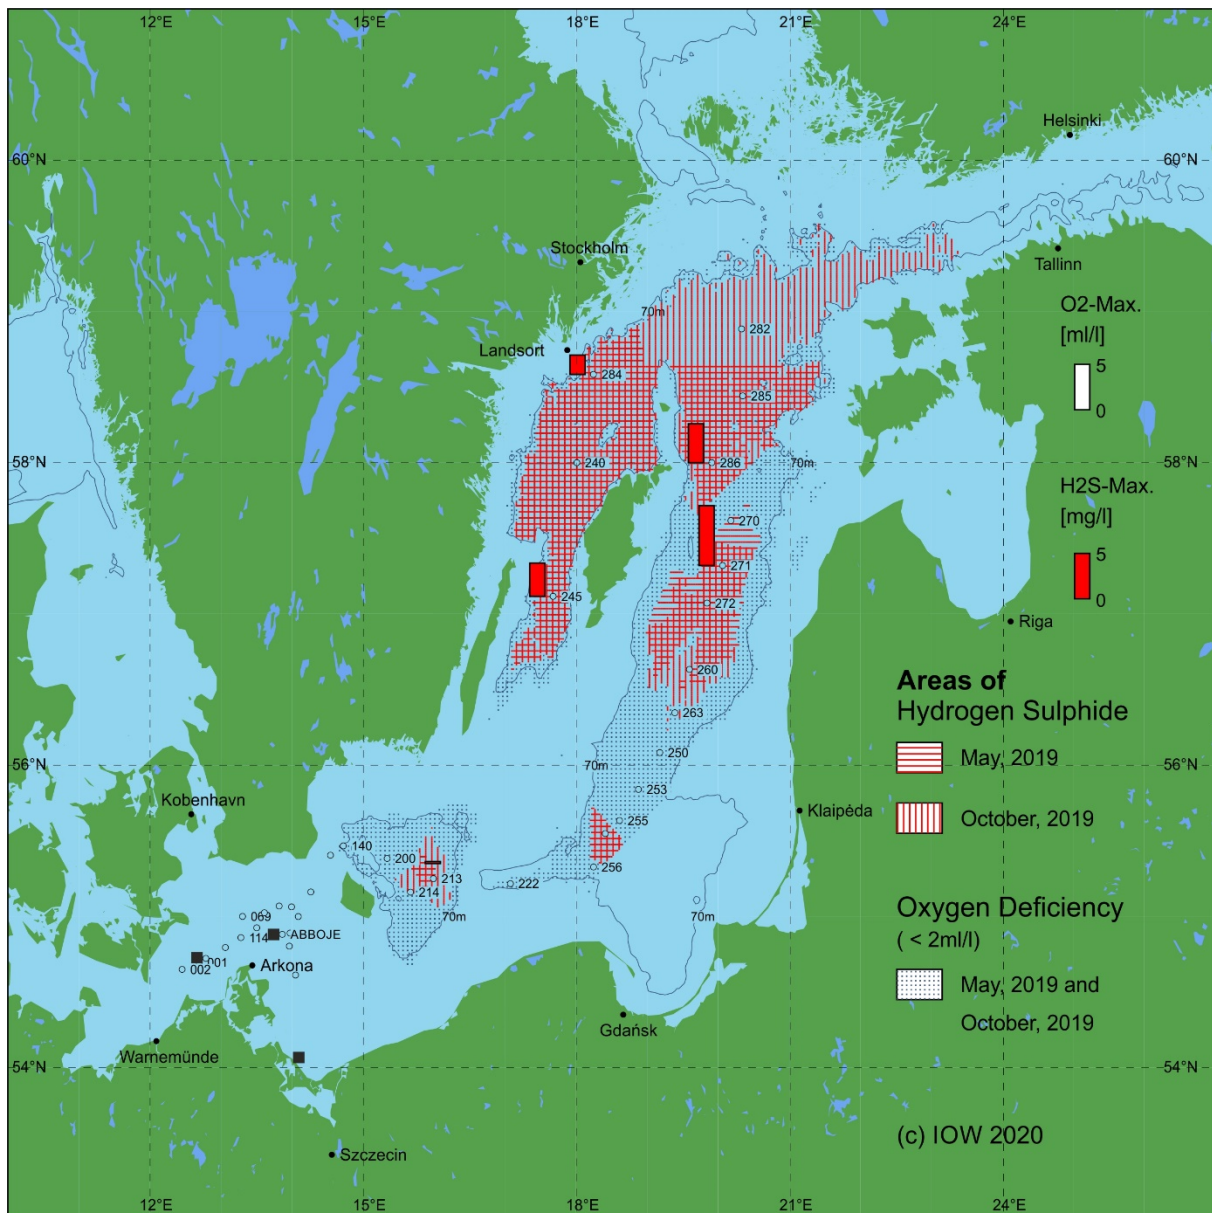 12°E
15°E
18°E
21°E
24°E
Helsinki
60°N
60°N
Stockholm
Tallinn
O2-Max.
[ml/l]
5
0
70m
282
Landsort
284
285
58°N
240
286
70m
58°N
H2S-Max.
[mg/l]
5
0
270
271
245
272
Riga
260
Areas of
Hydrogen Sulphide
263
250
May, 2019
56°N
70m
56°N
253
Kobenhavn
Klaipėda
255
October, 2019
140
200
256
213
222
214
70m
70m
Oxygen Deficiency
( < 2ml/l)
069
114
ABBOJE
001
002
Arkona
May, 2019 and
October, 2019
Gdańsk
Warnemünde
54°N
54°N
(c) IOW 2020
Szczecin
12°E
15°E
18°E
21°E
24°E